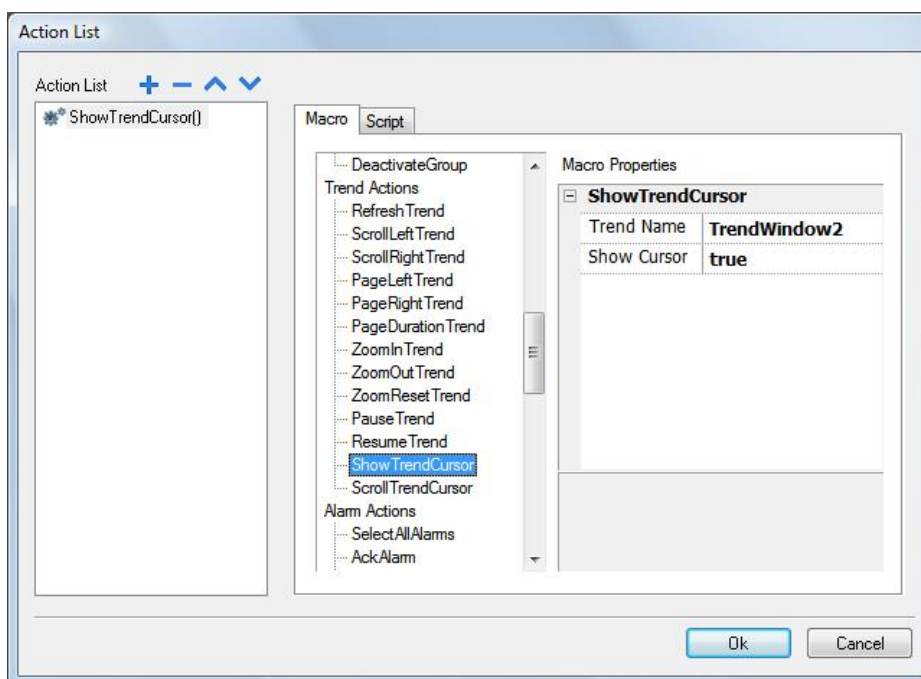 Action List
Action List
ShowTrendCursor()
Macro
Script
DeactivateGroup
Trend Actions
RefreshTrend
ScrollLeftTrend
ScrollRightTrend
PageLeftTrend
PageRightTrend
PageDurationTrend
ZoomInTrend
ZoomOutTrend
ZoomResetTrend
PauseTrend
ResumeTrend
ShowTrendCursor
ScrollTrendCursor
Alarm Actions
SelectAllAlarms
AckAlarm
Macro Properties
ShowTrendCursor
Trend Name TrendWindow2
Show Cursor true
Ok Cancel